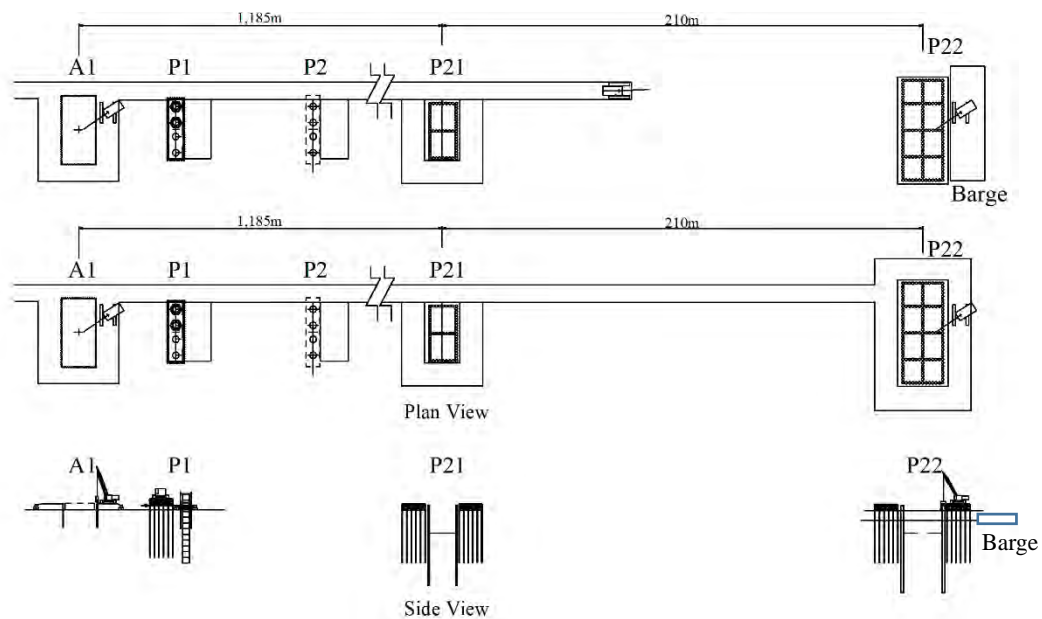 1,185m 210m
A1 P1 P2 P21 P22
Barge
1,185m 210m
A1 P1 P2 P21 P22
Plan View
A1 P1 P21 P22
Barge
Side View